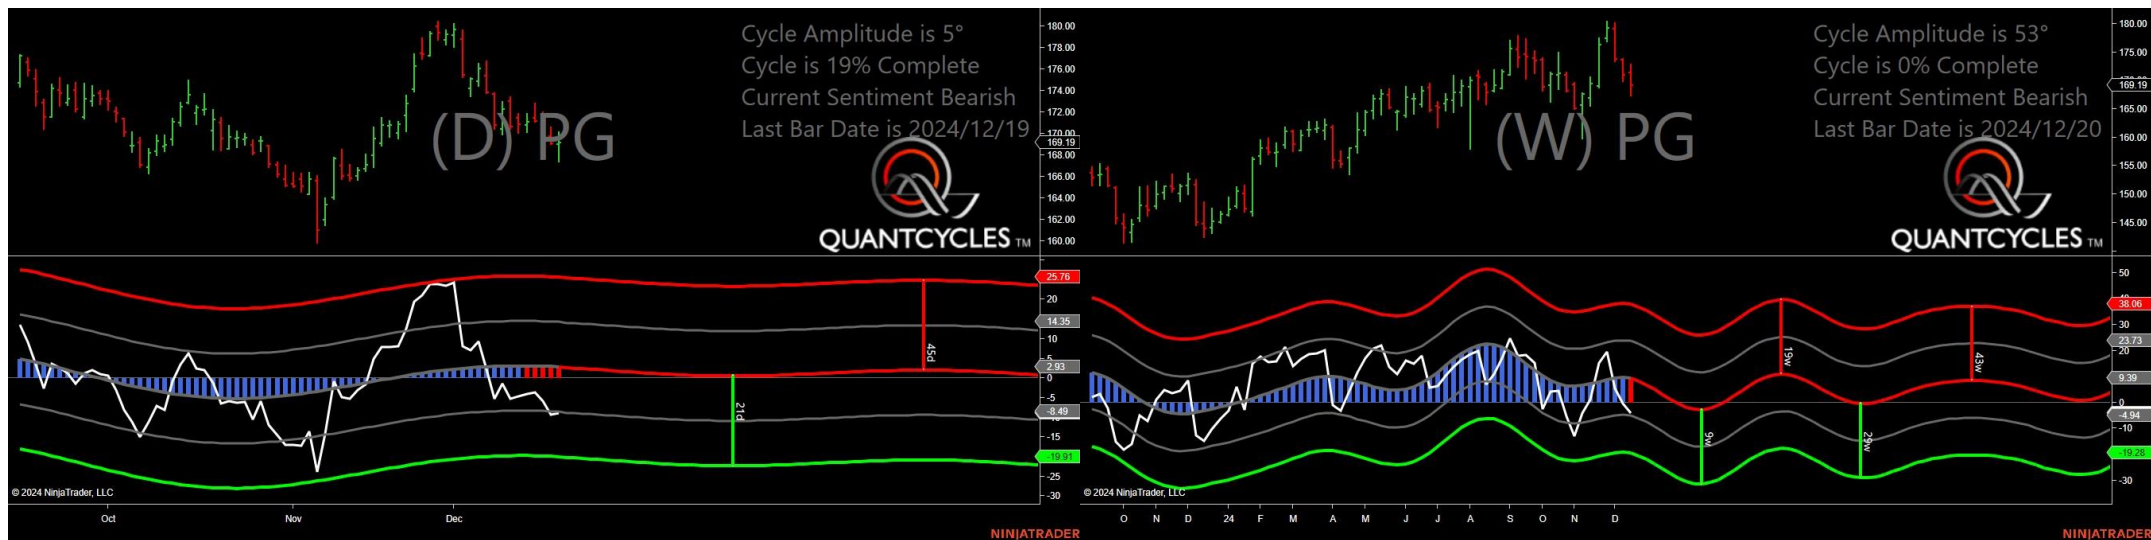 Cycle Amplitude is 5°
Cycle is 19% Complete
Current Sentiment Bearish
Last Bar Date is 2024/12/19
(D) PG
QUANTCYCLES TM
180.00
178.00
176.00
174.00
172.00
170.00
169.19
168.00
166.00
164.00
162.00
160.00
25.76
20
14.35
10
5
2.93
0
-5
-8.49
-15
-19.91
-25
-30
45d
21d
© 2024 NinjaTrader, LLC
Oct
Nov
Dec
NINJATRADER
Cycle Amplitude is 53°
Cycle is 0% Complete
Current Sentiment Bearish
Last Bar Date is 2024/12/20
(W) PG
QUANTCYCLES TM
180.00
175.00
169.19
165.00
160.00
155.00
150.00
145.00
50
38.06
30
23.73
20
9.39
0
-4.94
-10
-19.28
-30
19w
43w
9w
29w
© 2024 NinjaTrader, LLC
O
N
D
24
F
M
A
M
J
J
A
S
O
N
D
NINJATRADER